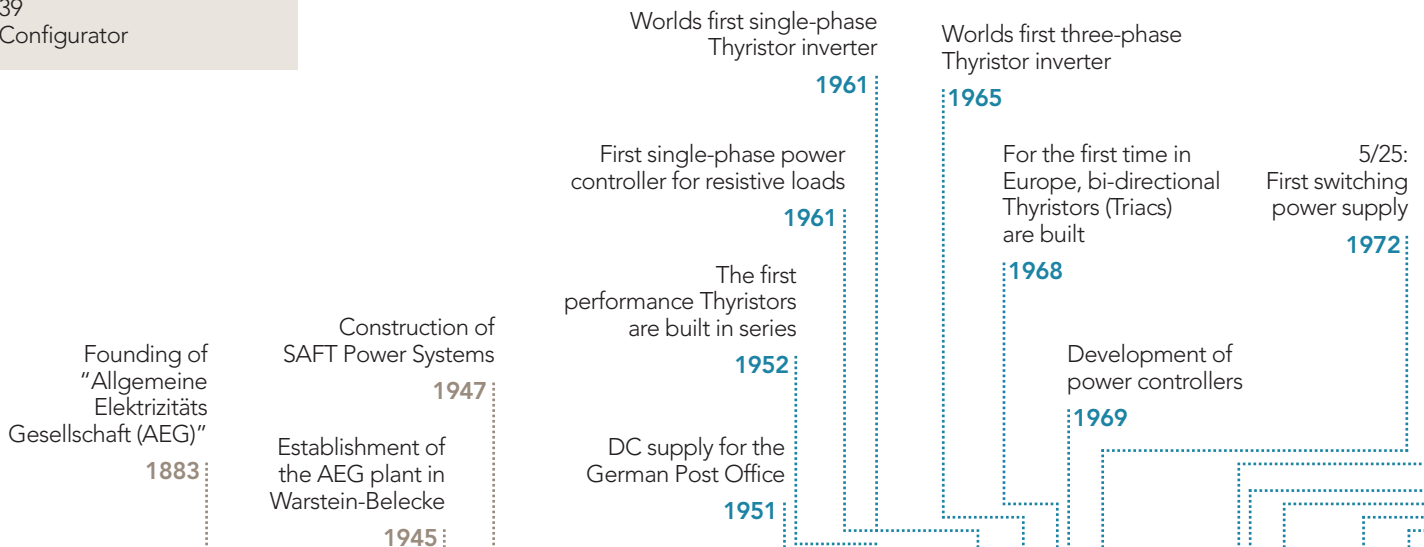 39
Configurator
Worlds first single-phase
Thyristor inverter
1961
Worlds first three-phase
Thyristor inverter
1965
First single-phase power
controller for resistive loads
1961
For the first time in
Europe, bi-directional
Thyristors (Triacs)
are built
1968
5/25:
First switching
power supply
1972
The first
performance Thyristors
are built in series
1952
Construction of
SAFT Power Systems
1947
Founding of
“Allgemeine
Elektrizitäts
Gesellschaft (AEG)”
1883
Development of
power controllers
1969
Establishment of
the AEG plant in
Warstein-Belecke
1945
DC supply for the
German Post Office
1951